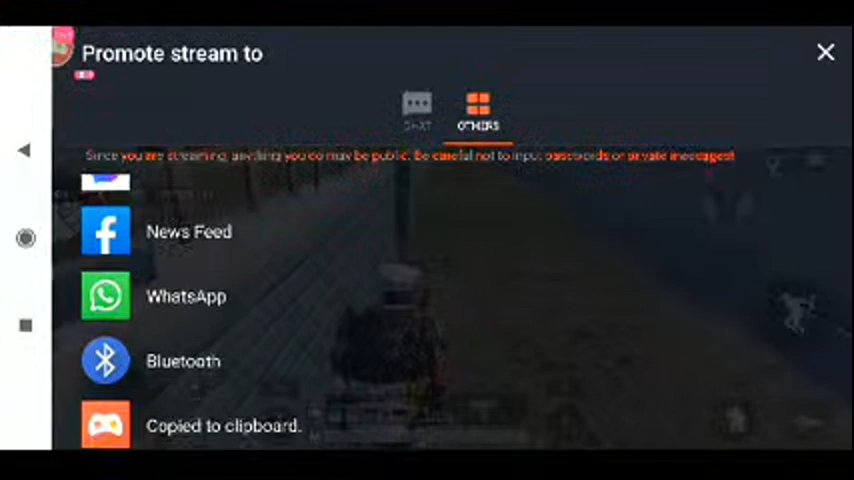 Promote stream to
CHAT
OTHERS
Since you are streaming, anything you do may be public. Be careful not to input passwords or private messages!
News Feed
WhatsApp
Bluetooth
Copied to clipboard.